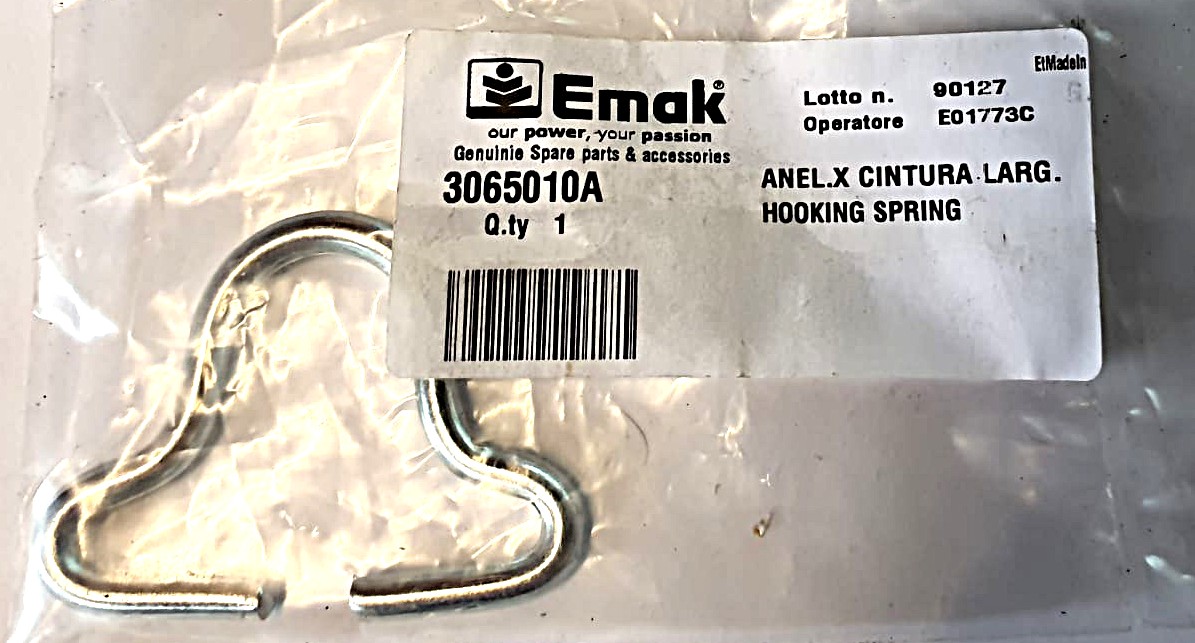 Emak®
our power, your passion
Genuinie Spare parts & accessories
3065010A
Q.ty 1
EtMadeIn
Lotto n. 90127
Operatore E01773C
ANEL.X CINTURA LARG.
HOOKING SPRING